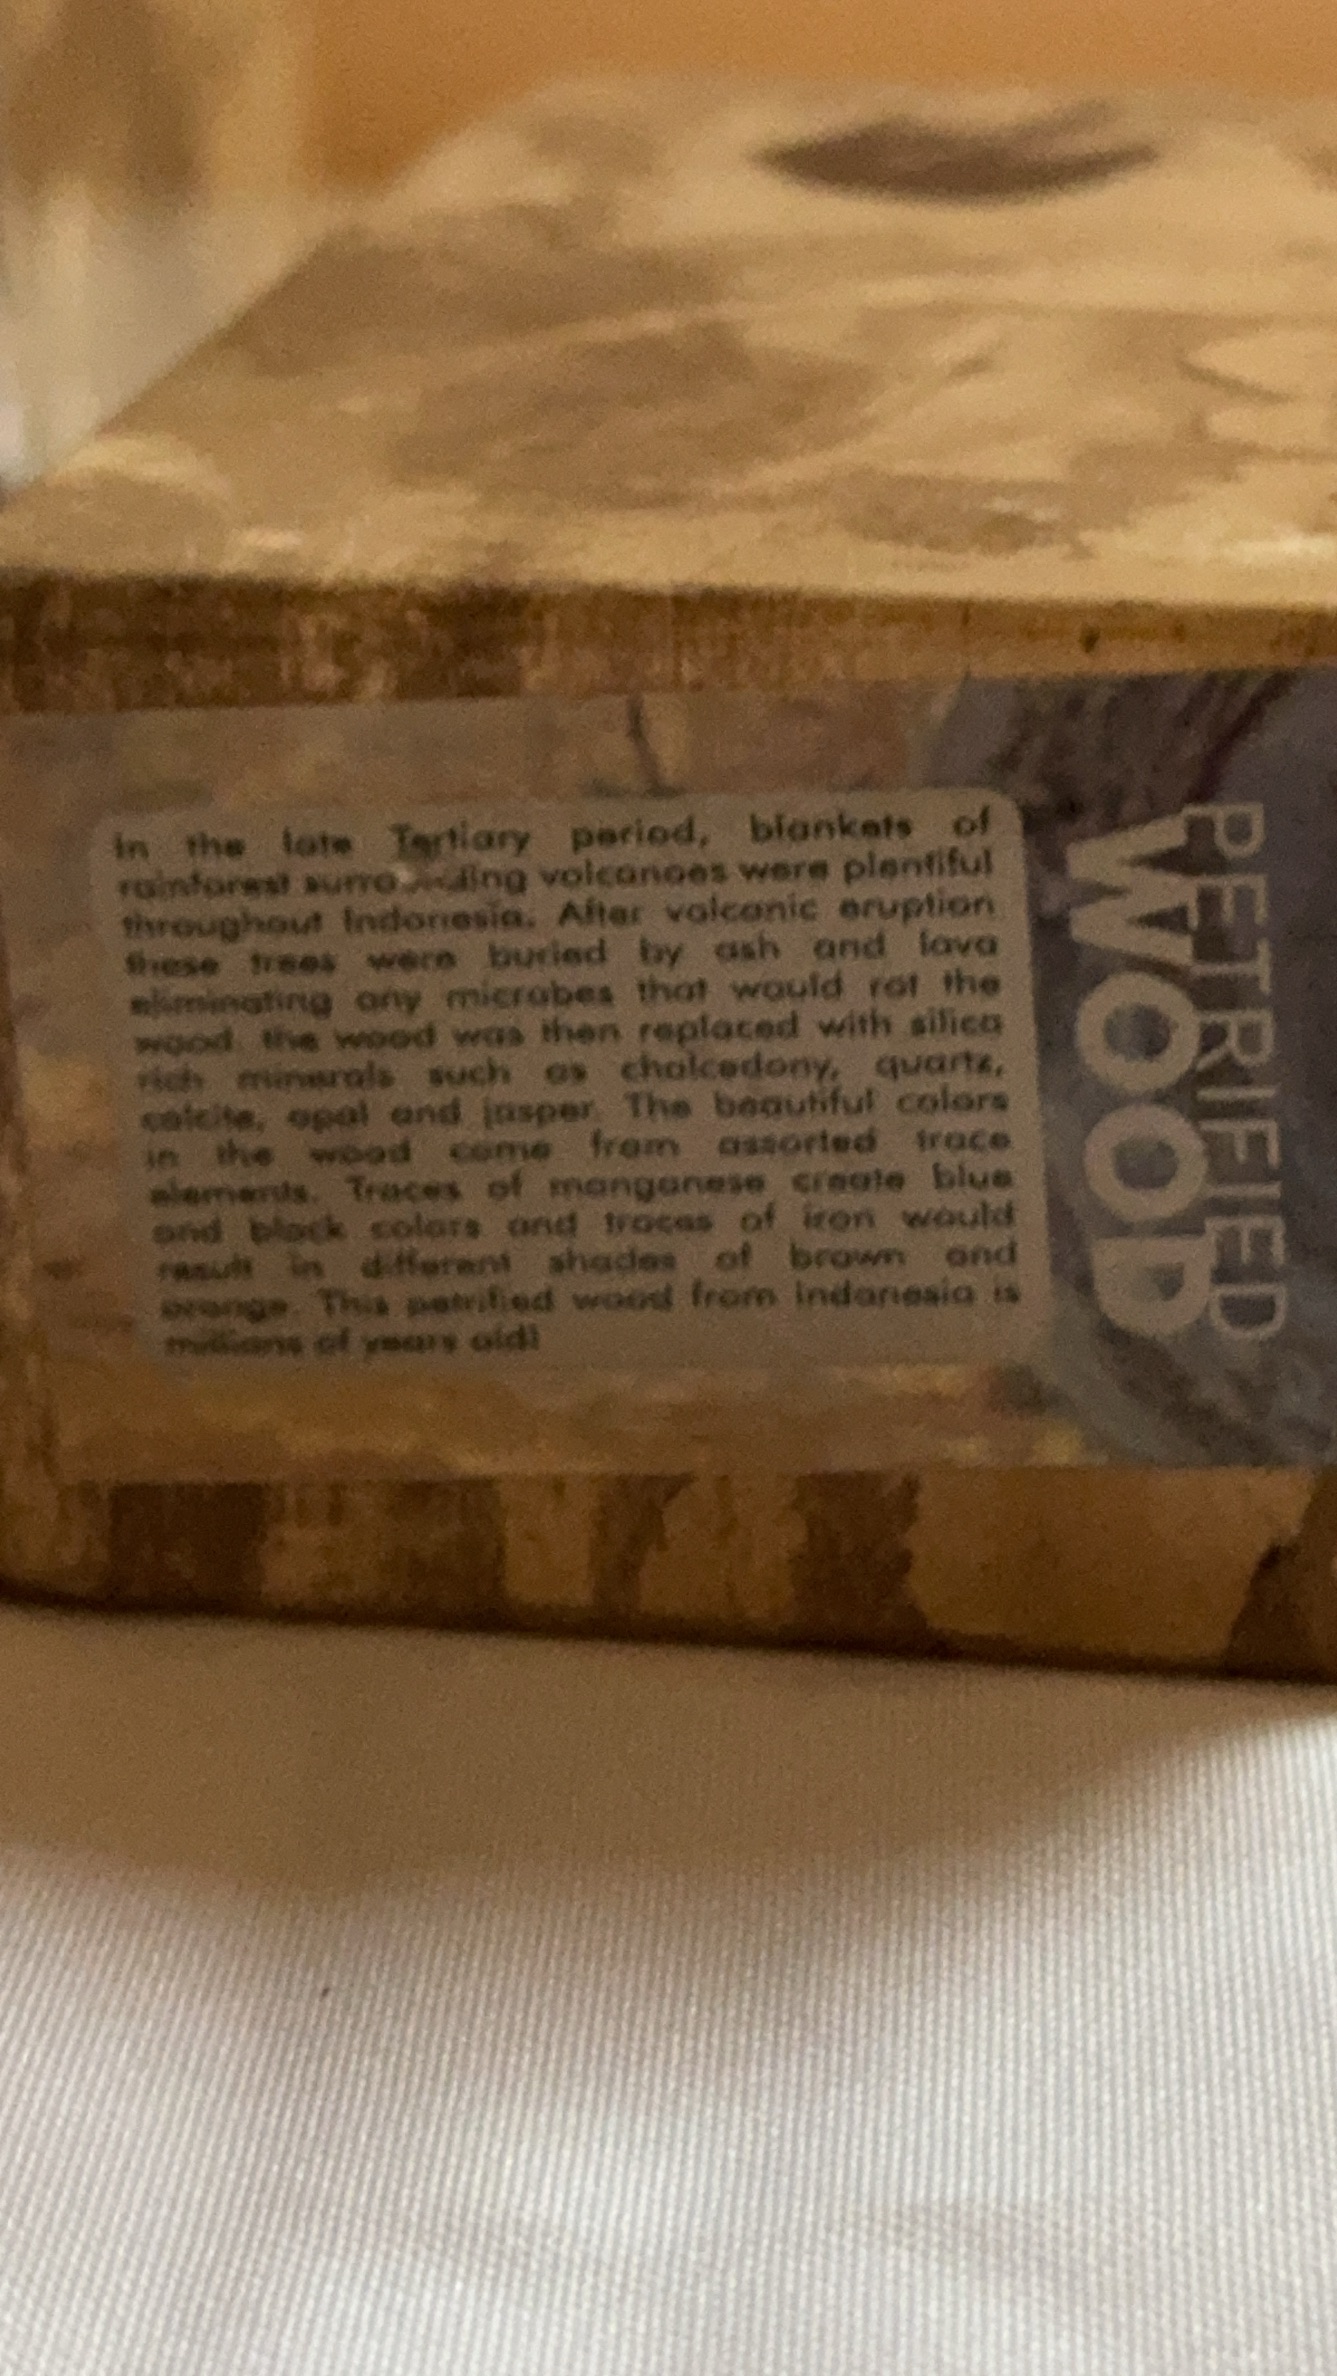 In the late Tertiary period, blankets of
rainforest surrounding volcanoes were plentiful
throughout Indonesia. After volcanic eruption
these trees were buried by ash and lava
eliminating any microbes that would rot the
wood. the wood was then replaced with silica
rich minerals such as chalcedony, quartz,
calcite, opal and jasper. The beautiful colors
in the wood come from assorted trace
elements. Traces of manganese create blue
and black colors and traces of iron would
result in different shades of brown and
orange. This petrified wood from Indonesia is
millions of years old!
PETRIFIED
WOOD